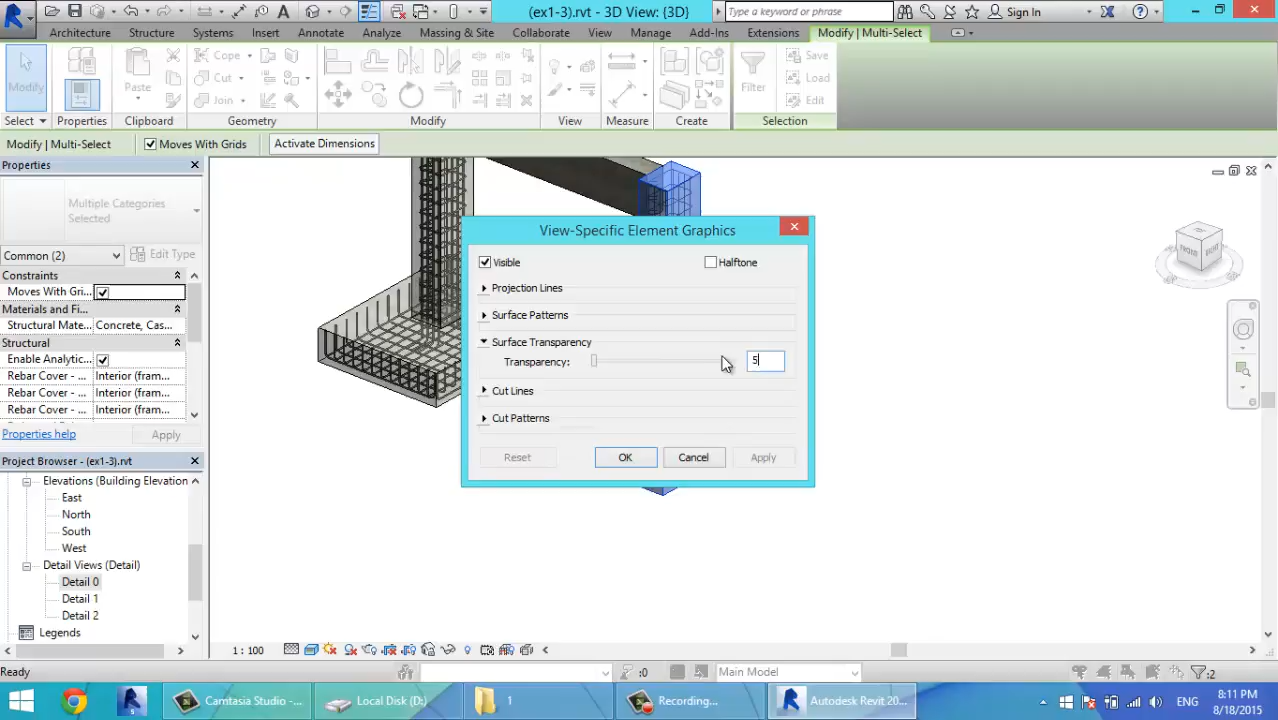 (ex1-3).rvt - 3D View: {3D}
Type a keyword or phrase
Sign In
Architecture
Structure
Systems
Insert
Annotate
Analyze
Massing & Site
Collaborate
View
Manage
Add-Ins
Extensions
Modify | Multi-Select
Modify
Paste
Cope
Cut
Join
Filter
Save
Load
Edit
Select
Properties
Clipboard
Geometry
Modify
View
Measure
Create
Selection
Modify | Multi-Select
Moves With Grids
Activate Dimensions
Properties
Multiple Categories
Selected
Common (2)
Edit Type
Constraints
Moves With Gri...
Materials and Fi...
Structural Mate...
Concrete, Cas...
Structural
Enable Analytic...
Rebar Cover - ...
Interior (fram...
Rebar Cover - ...
Interior (fram...
Rebar Cover - ...
Interior (fram...
Properties help
Apply
Project Browser - (ex1-3).rvt
Elevations (Building Elevation
East
North
South
West
Detail Views (Detail)
Detail 0
Detail 1
Detail 2
Legends
View-Specific Element Graphics
Visible
Halftone
Projection Lines
Surface Patterns
Surface Transparency
Transparency:
5
Cut Lines
Cut Patterns
Reset
OK
Cancel
Apply
FRONT
RIGHT
1 : 100
Ready
:0
Main Model
:2
Camtasia Studio -...
Local Disk (D:)
1
Recording...
Autodesk Revit 20...
ENG
8:11 PM
8/18/2015